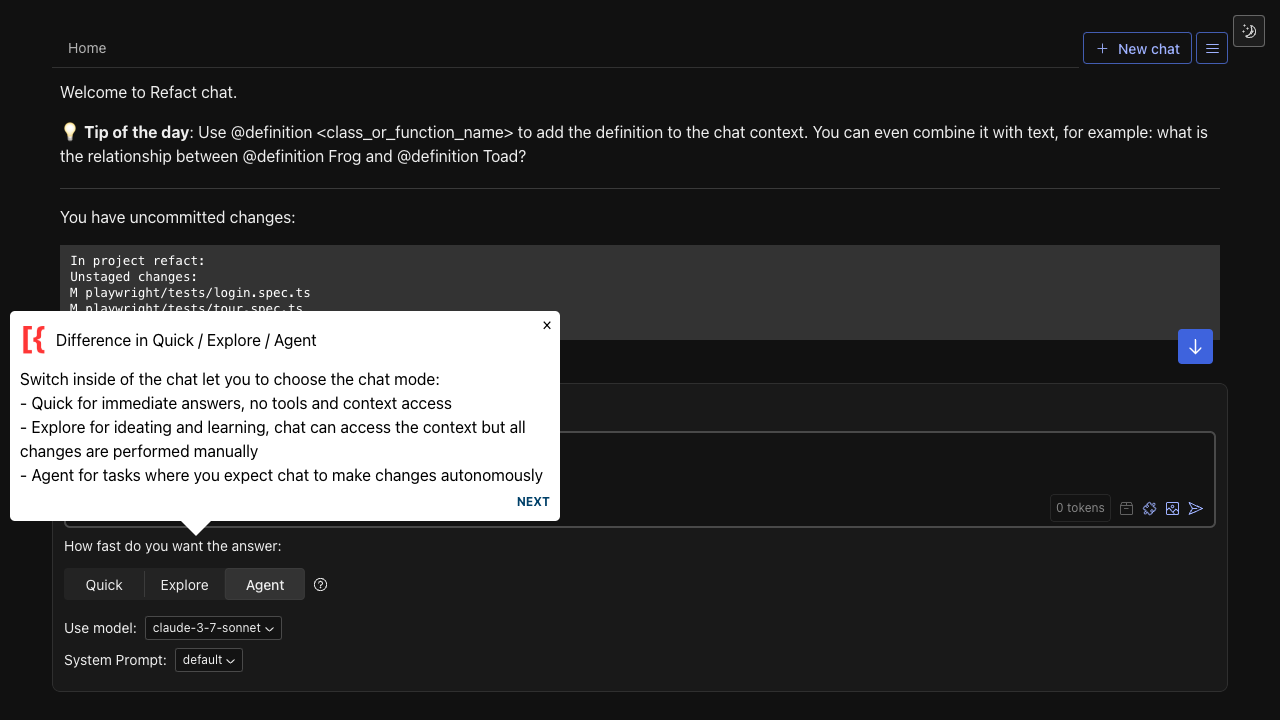 Home
New chat
Welcome to Refact chat.
💡 Tip of the day: Use @definition <class_or_function_name> to add the definition to the chat context. You can even combine it with text, for example: what is
the relationship between @definition Frog and @definition Toad?
You have uncommitted changes:
In project refact:
Unstaged changes:
M playwright/tests/login.spec.ts
M playwright/tests/tour.spec.ts
x
Difference in Quick / Explore / Agent
Switch inside of the chat let you to choose the chat mode:
- Quick for immediate answers, no tools and context access
- Explore for ideating and learning, chat can access the context but all
changes are performed manually
- Agent for tasks where you expect chat to make changes autonomously
NEXT
0 tokens
How fast do you want the answer:
Quick Explore Agent
Use model: claude-3-7-sonnet
System Prompt: default